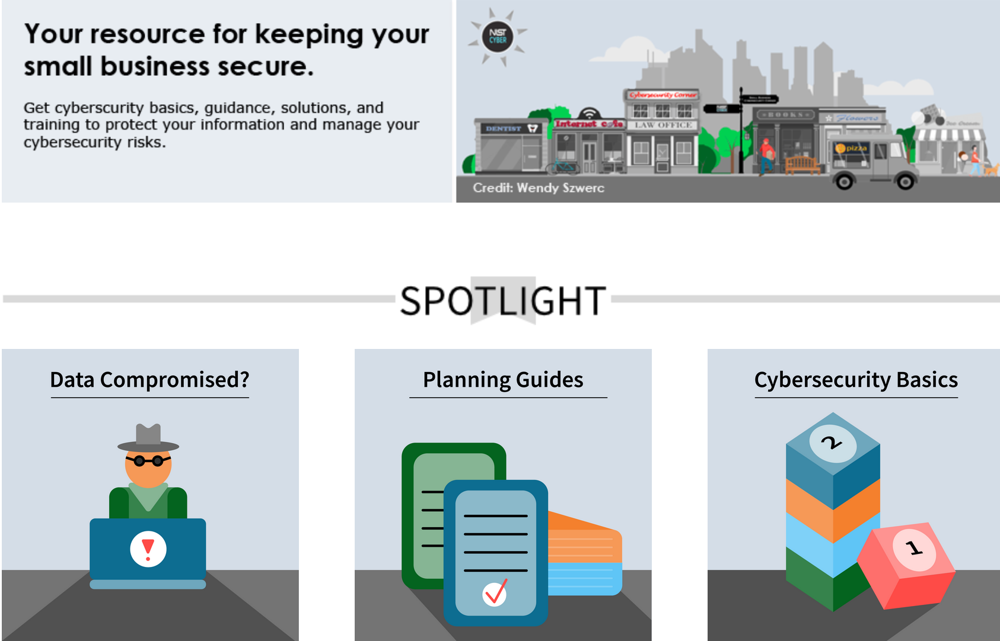 Your resource for keeping your
small business secure.
Get cyberscurity basics, guidance, solutions, and
training to protect your information and manage your
cybersecurity risks.
NIST
CYBER
Cybersecurity Corner
BOOKS
Flowers
Ice Cream
DENTIST
Internet cafe
LAW OFFICE
pizza
Credit: Wendy Szwerc
SPOTLIGHT
Data Compromised?
Planning Guides
Cybersecurity Basics
2
1